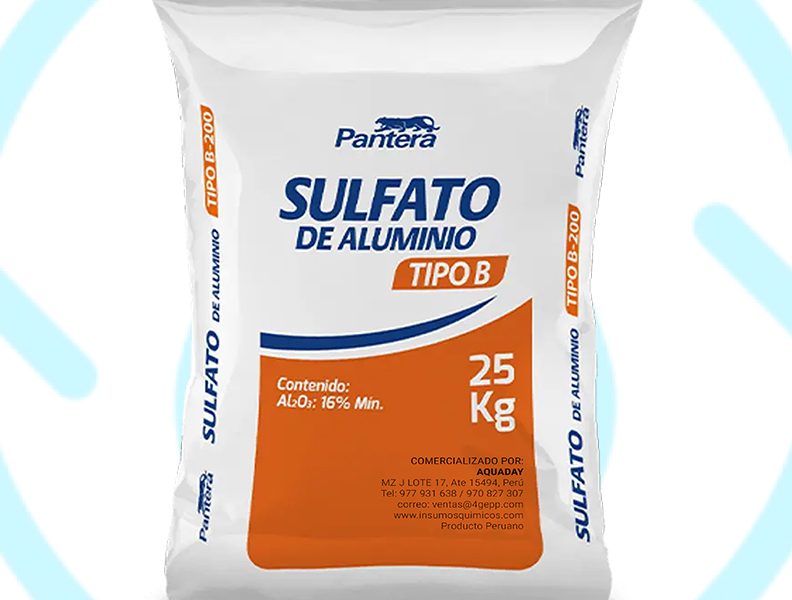 Pantera
SULFATO
DE ALUMINIO
TIPO B
Contenido:
Al₂O₃: 16% Mín.
25
Kg
COMERCIALIZADO POR:
AQUADAY
MZ J LOTE 17, Ate 15494, Perú
Tel: 977 931 638 / 970 827 307
correo: ventas@4gepp.com
www.insumosquimicos.com
Producto Peruano
Pantera SULFATO DE ALUMINIO TIPO B-200
SULFATO DE ALUMINIO TIPO B-200 Pantera